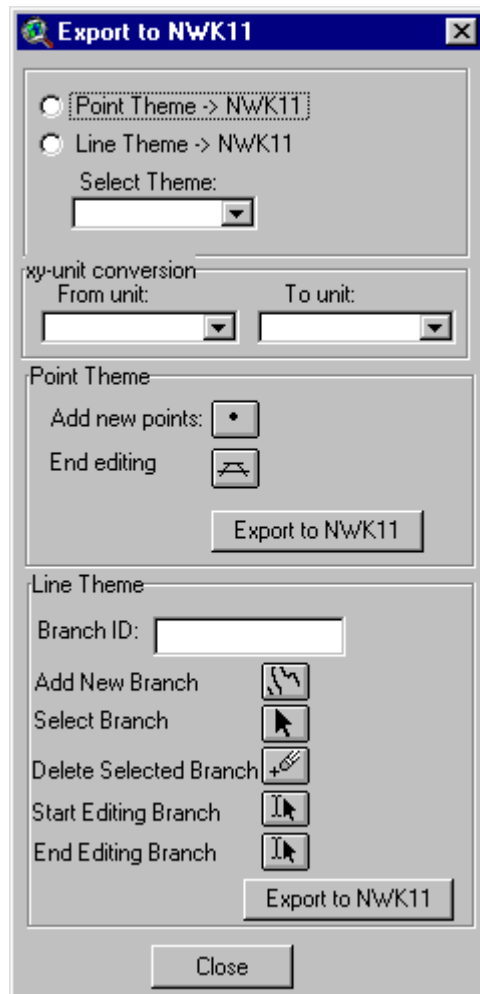 Export to NWK11
Point Theme -> NWK11
Line Theme -> NWK11
Select Theme:
xy-unit conversion
From unit: To unit:
Point Theme
Add new points:
End editing
Export to NWK11
Line Theme
Branch ID:
Add New Branch
Select Branch
Delete Selected Branch
Start Editing Branch
End Editing Branch
Export to NWK11
Close